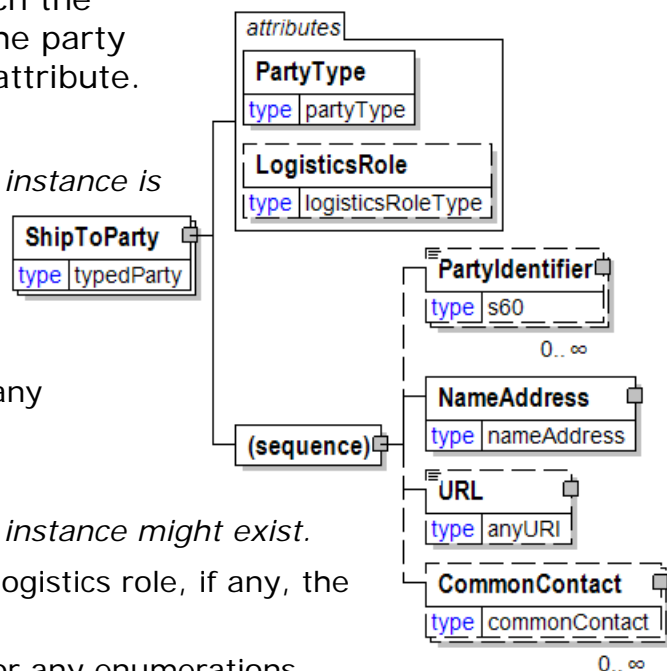 ch the
he party
attribute.
instance is
any
instance might exist.
ogistics role, if any, the
or any enumerations
attributes
PartyType
type partyType
LogisticsRole
type logisticsRoleType
ShipToParty
type typedParty
(sequence)
PartyIdentifier
type s60
0.. ∞
NameAddress
type nameAddress
URL
type anyURI
CommonContact
type commonContact
0.. ∞